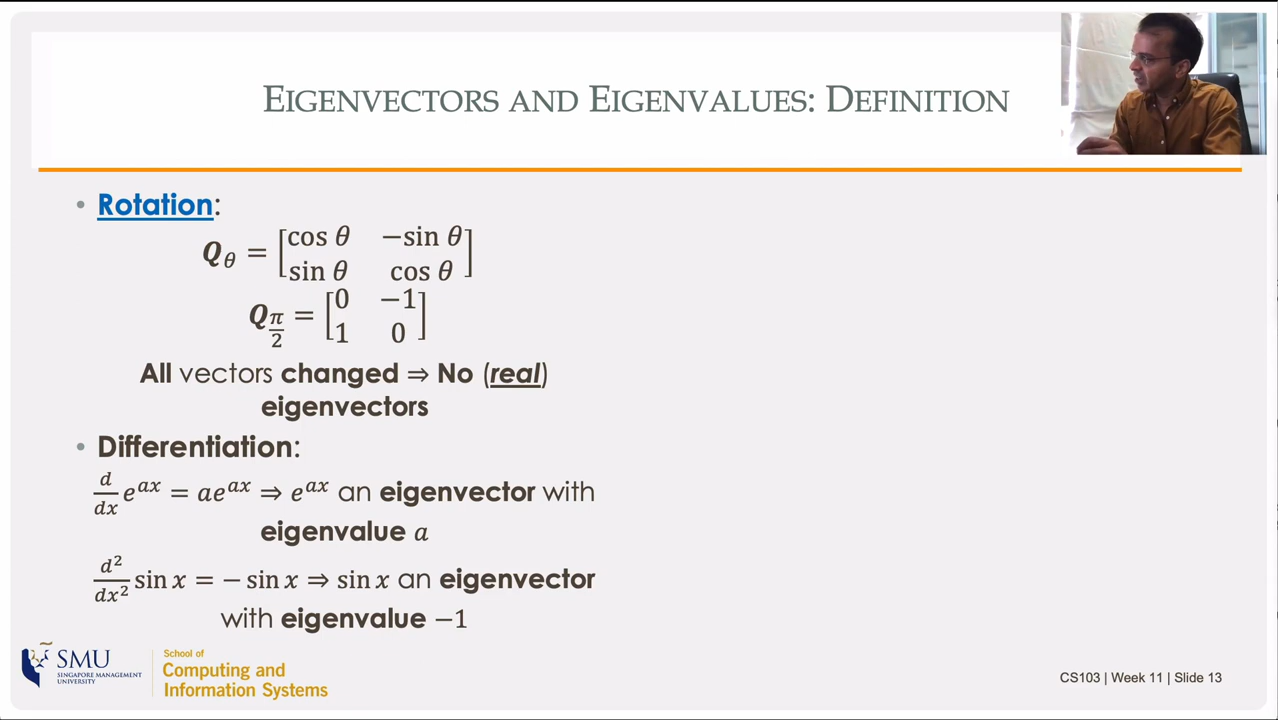 EIGENVECTORS AND EIGENVALUES: DEFINITION
• Rotation:
𝑸_θ = [cos θ −sin θ
sin θ cos θ]
𝑸_{π/2} = [0 −1
1 0]
All vectors changed ⇒ No (real)
eigenvectors
• Differentiation:
d/dx e^{ax} = ae^{ax} ⇒ e^{ax} an eigenvector with
eigenvalue a
d²/dx² sin x = − sin x ⇒ sin x an eigenvector
with eigenvalue −1
SMU
SINGAPORE MANAGEMENT
UNIVERSITY
School of
Computing and
Information Systems
CS103 | Week 11 | Slide 13